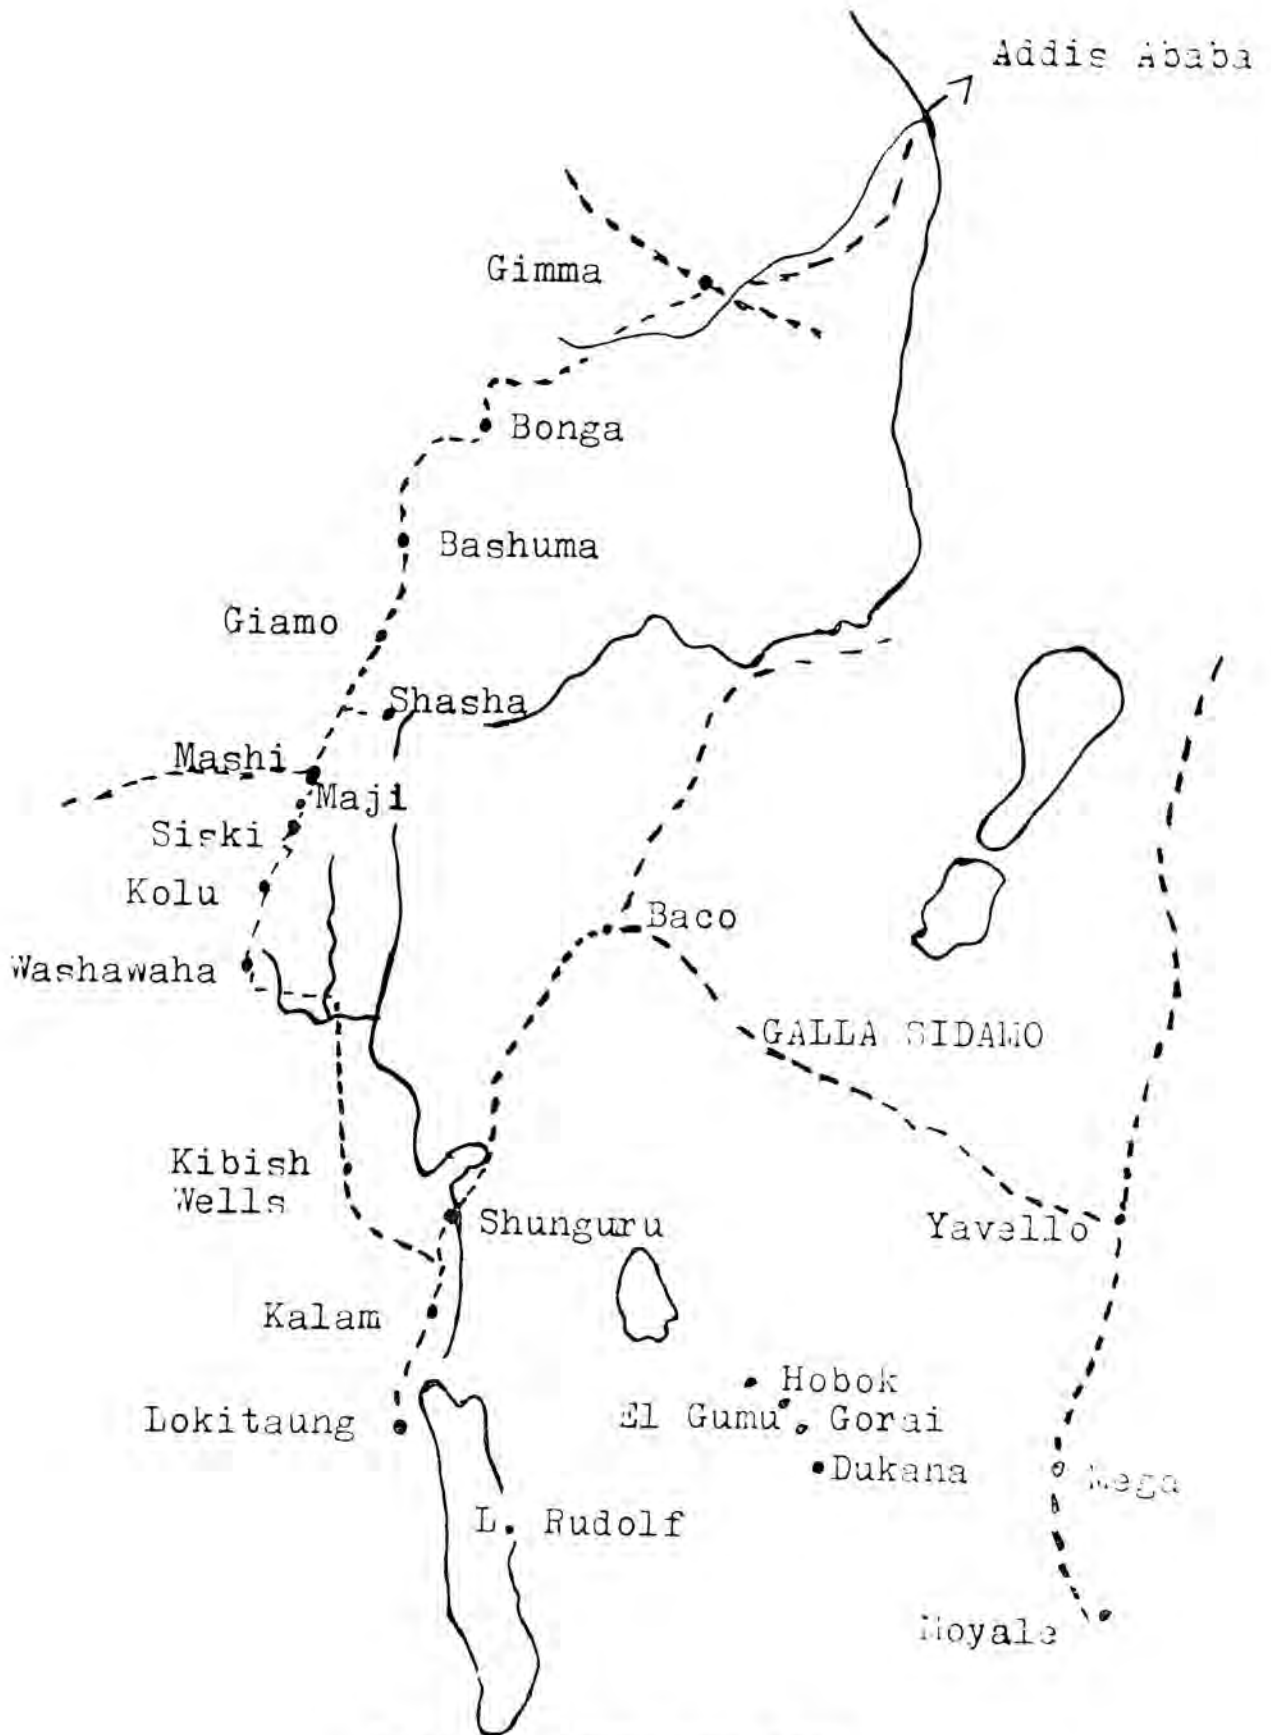 Addis Ababa
Gimma
Bonga
Bashuma
Giamo
Shasha
Mashi
Maji
Siski
Kolu
Washawaha
Baco
GALLA SIDAMO
Kibish
Wells
Shunguru
Yavello
Kalam
Hobok
El Gumu
Gorai
Lokitaung
Dukana
Mega
L. Rudolf
Moyale